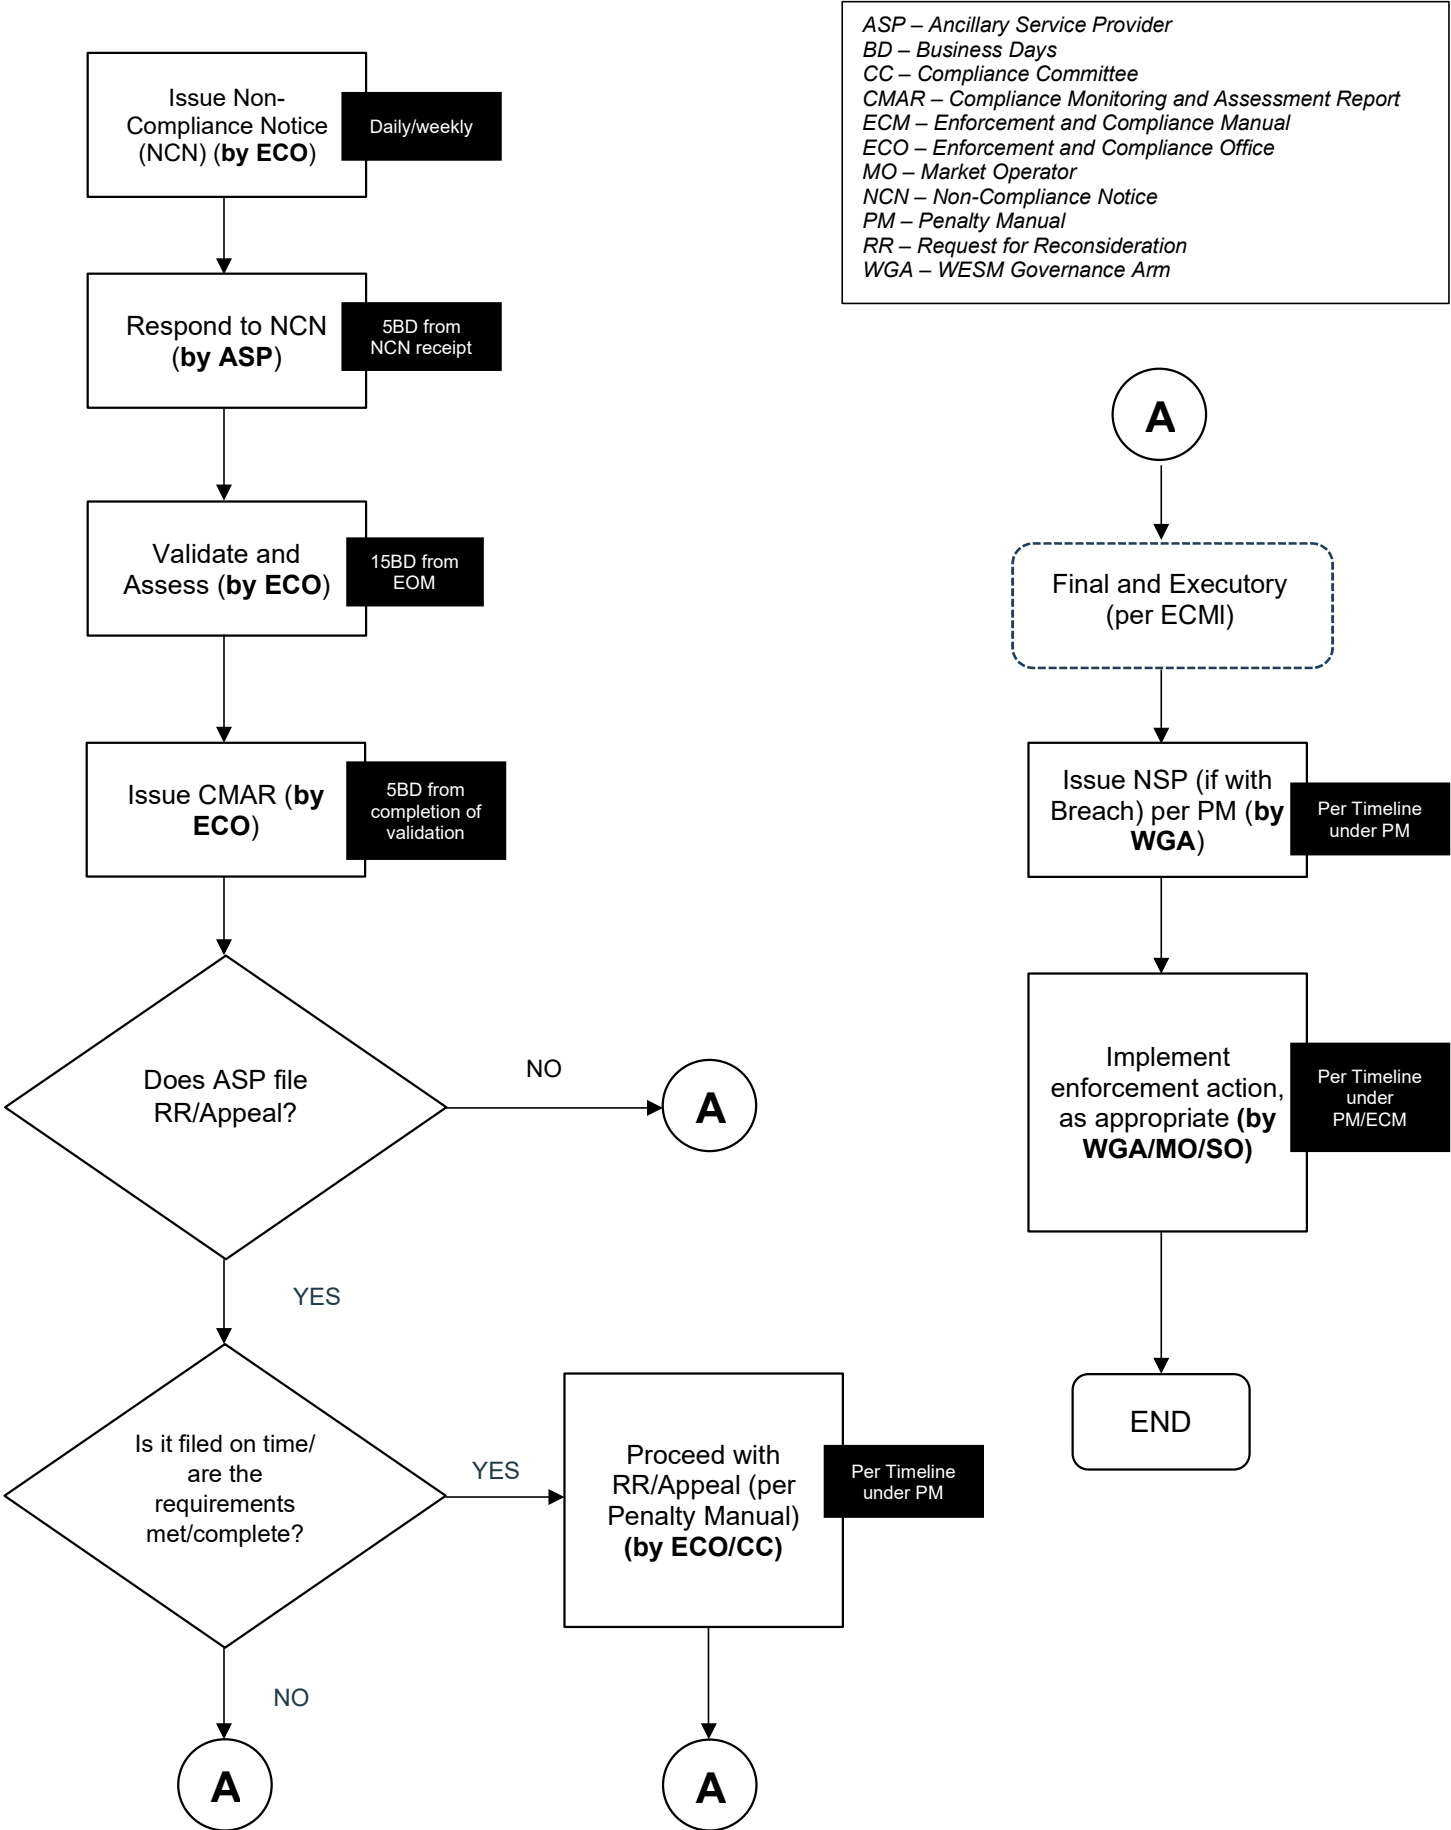 ASP – Ancillary Service Provider
BD – Business Days
CC – Compliance Committee
CMAR – Compliance Monitoring and Assessment Report
ECM – Enforcement and Compliance Manual
ECO – Enforcement and Compliance Office
MO – Market Operator
NCN – Non-Compliance Notice
PM – Penalty Manual
RR – Request for Reconsideration
WGA – WESM Governance Arm
Issue Non-
Compliance Notice
(NCN) (by ECO)
Daily/weekly
Respond to NCN
(by ASP)
5BD from
NCN receipt
Validate and
Assess (by ECO)
15BD from
EOM
Issue CMAR (by
ECO)
5BD from
completion of
validation
Does ASP file
RR/Appeal?
NO
A
YES
Is it filed on time/
are the
requirements
met/complete?
YES
Proceed with
RR/Appeal (per
Penalty Manual)
(by ECO/CC)
Per Timeline
under PM
NO
A
A
A
Final and Executory
(per ECMI)
Issue NSP (if with
Breach) per PM (by
WGA)
Per Timeline
under PM
Implement
enforcement action,
as appropriate (by
WGA/MO/SO)
Per Timeline
under
PM/ECM
END